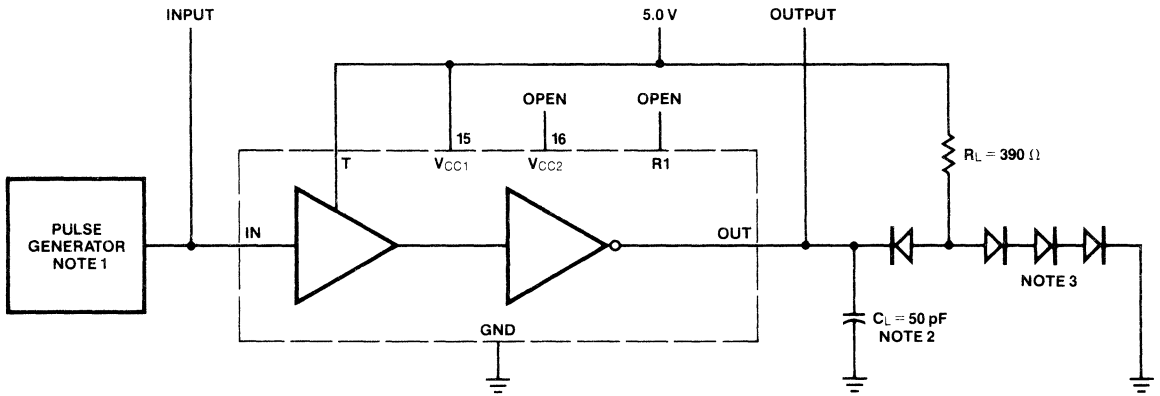 INPUT
5.0 V
OUTPUT
OPEN
OPEN
15
16
T
VCC1
VCC2
R1
RL = 390 Ω
PULSE
GENERATOR
NOTE 1
IN
OUT
NOTE 3
GND
CL = 50 pF
NOTE 2